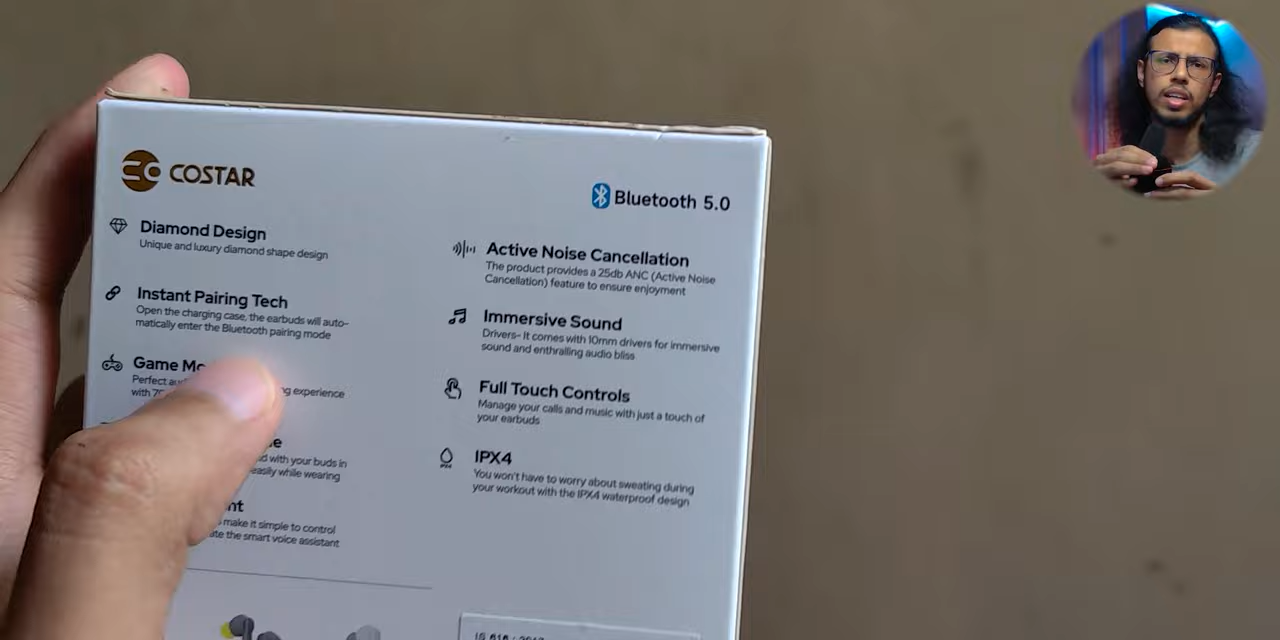 COSTAR
Bluetooth 5.0
Diamond Design
Unique and luxury diamond shape design
Instant Pairing Tech
Open the charging case, the earbuds will auto-
matically enter the Bluetooth pairing mode
Game
Perfect
experience
with
with your buds in
easily while wearing
make it simple to control
the smart voice assistant
Active Noise Cancellation
The product provides a 25db ANC (Active Noise
Cancellation) feature to ensure enjoyment
Immersive Sound
Drivers- It comes with 10mm drivers for immersive
sound and enthralling audio bliss
Full Touch Controls
Manage your calls and music with just a touch of
your earbuds
IPX4
You won't have to worry about sweating during
your workout with the IPX4 waterproof design